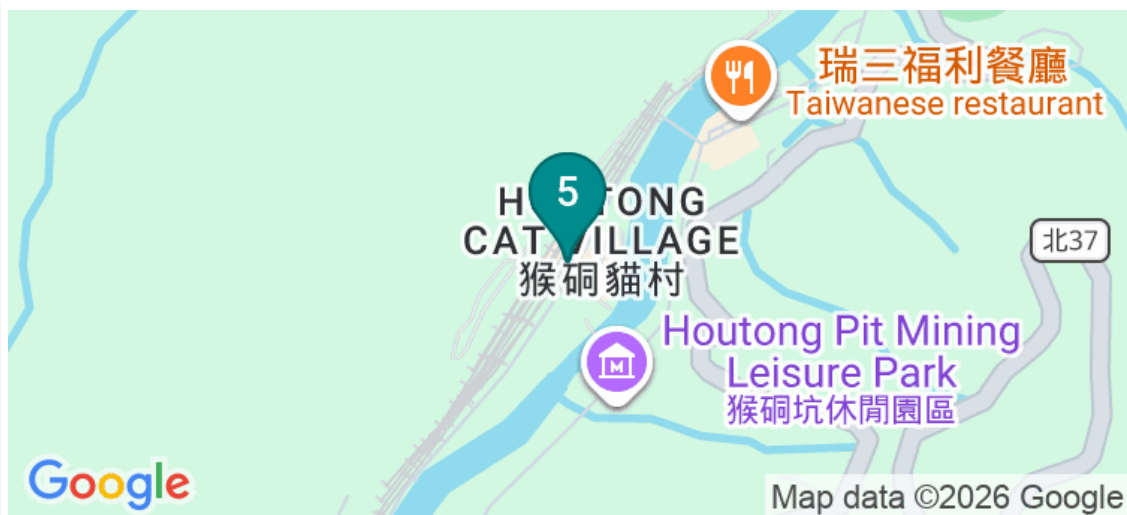 瑞三福利餐廳
Taiwanese restaurant
5
HOUTONG
CAT VILLAGE
猴硐貓村
北37
Houtong Pit Mining
Leisure Park
猴硐坑休閒園區
M
Google
Map data ©2026 Google